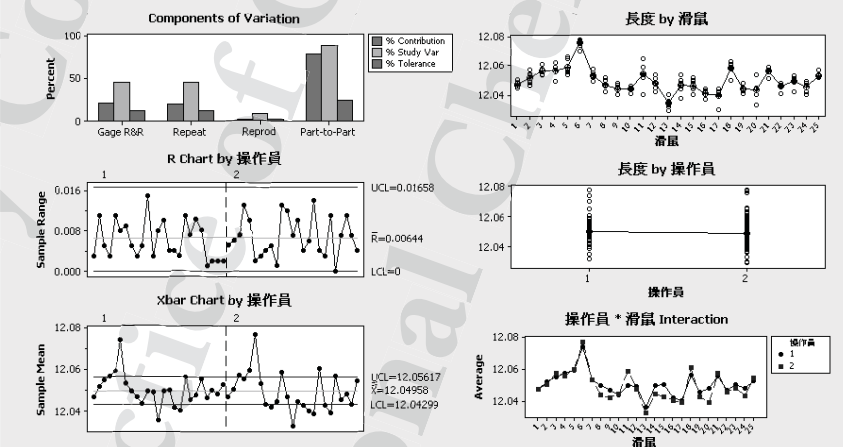 Components of Variation
100
50
0
Percent
Gage R&R Repeat Reprod Part-to-Part
% Contribution
% Study Var
% Tolerance
R Chart by 操作員
1 2
0.016
0.008
0.000
Sample Range
UCL=0.01658
R=0.00644
LCL=0
Xbar Chart by 操作員
1 2
12.08
12.06
12.04
Sample Mean
UCL=12.05617
X=12.04958
LCL=12.04299
長度 by 滑鼠
12.08
12.06
12.04
1 2 3 4 5 6 7 8 9 10 11 12 13 14 15 16 17 18 19 20 21 22 23 24 25
滑鼠
長度 by 操作員
12.08
12.06
12.04
1 2
操作員
操作員 * 滑鼠 Interaction
12.08
12.06
12.04
Average
1 2 3 4 5 6 7 8 9 10 11 12 13 14 15 16 17 18 19 20 21 22 23 24 25
滑鼠
操作員
1
2